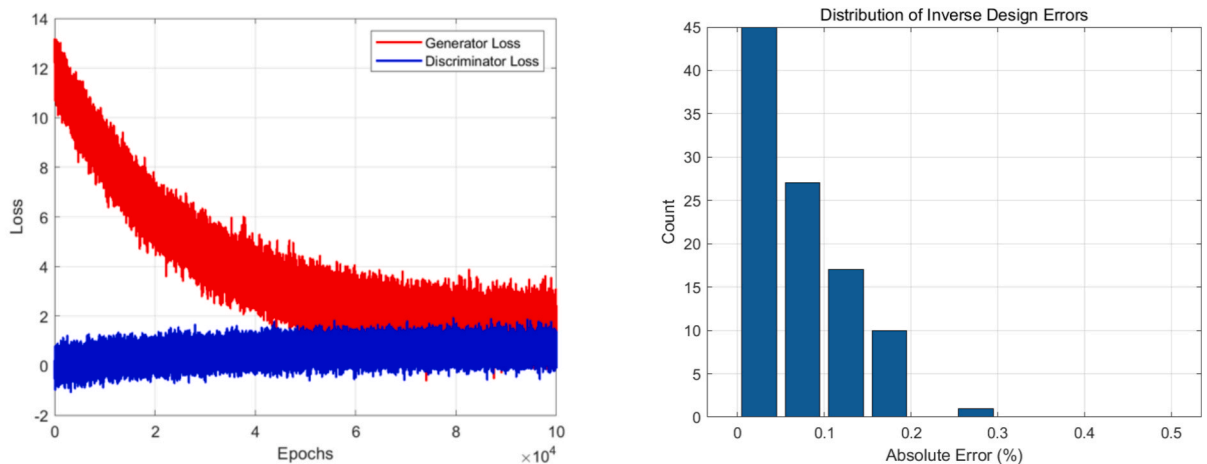 14
12
10
8
6
4
2
0
-2
Loss
0 2 4 6 8 10
Epochs
×10⁴
Generator Loss
Discriminator Loss
Distribution of Inverse Design Errors
45
40
35
30
25
20
15
10
5
0
Count
0 0.1 0.2 0.3 0.4 0.5
Absolute Error (%)